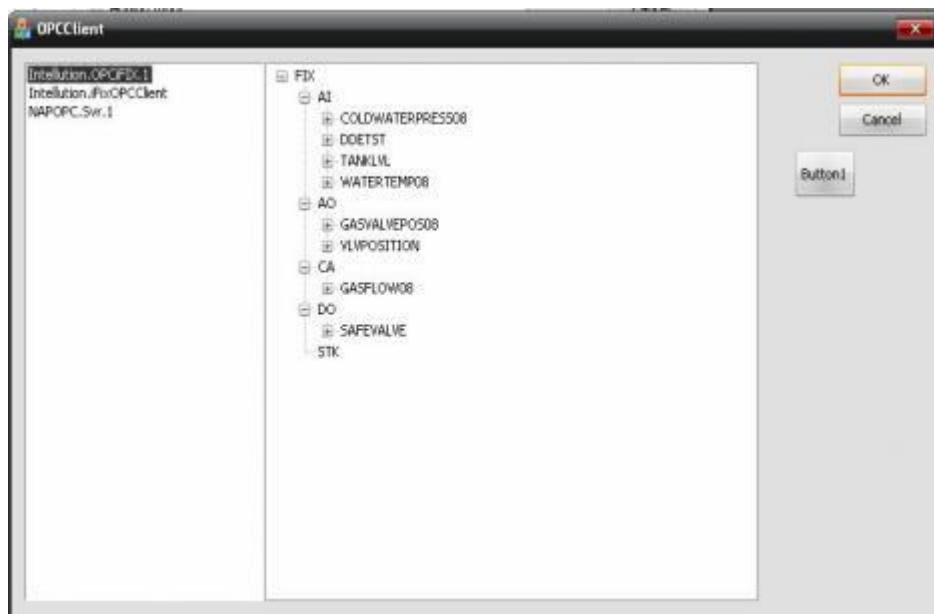 OPCClient
Intellution.OPCiFIX.1
Intellution.iFixOPCClient
NAPOPC.Svr.1
FIX
AI
COLDWATERPRESS08
DDETST
TANKLVL
WATERTEMP08
AO
GASVALVEPOS08
VLVPOSITION
CA
GASFLOW08
DO
SAFEVALVE
STK
OK
Cancel
Button1